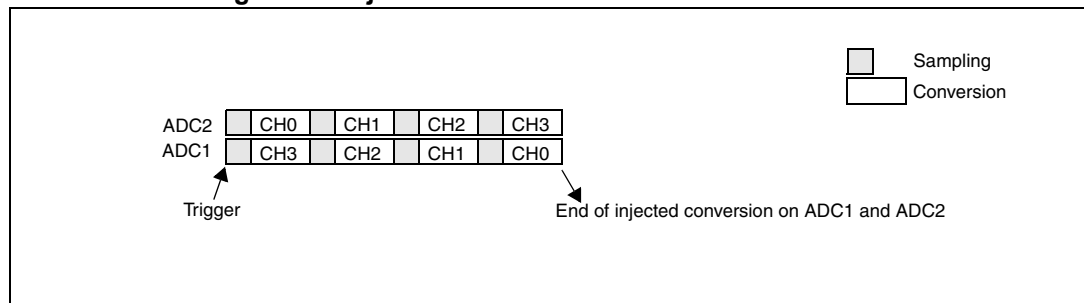 Sampling
Conversion
ADC2 CH0 CH1 CH2 CH3
ADC1 CH3 CH2 CH1 CH0
Trigger
End of injected conversion on ADC1 and ADC2